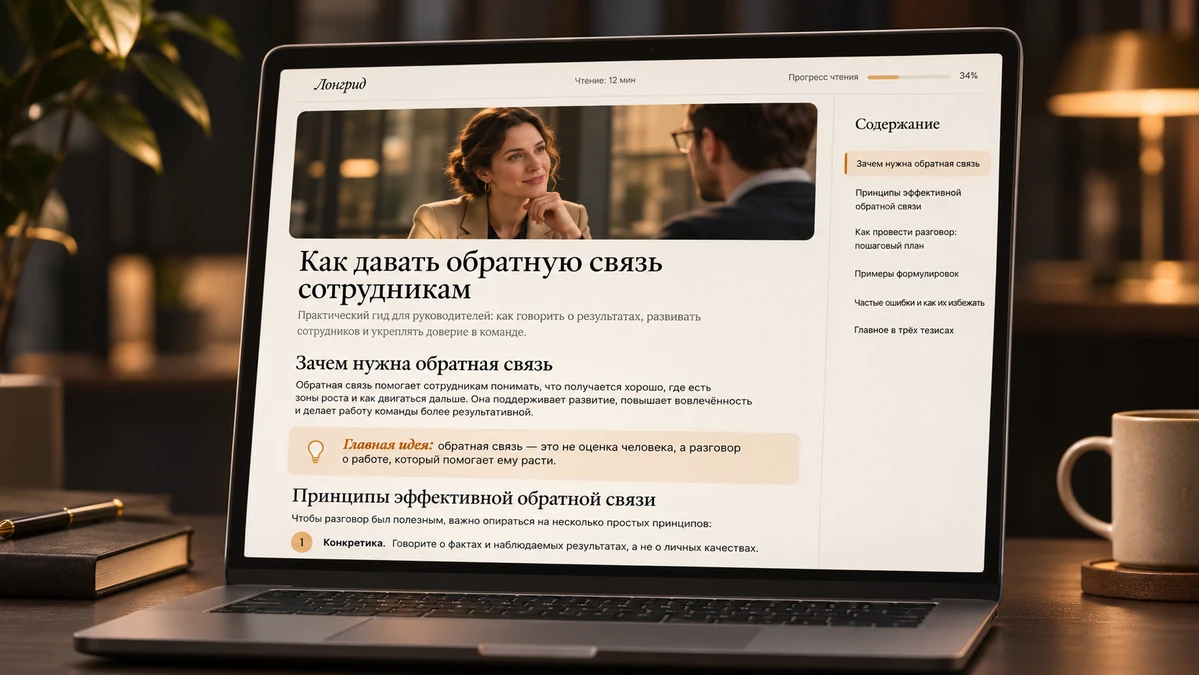 Лонгрид
Чтение: 12 мин
Прогресс чтения
34%
Как давать обратную связь
сотрудникам
Практический гид для руководителей: как говорить о результатах, развивать
сотрудников и укреплять доверие в команде.
Зачем нужна обратная связь
Обратная связь помогает сотрудникам понимать, что получается хорошо, где есть
зоны роста и как двигаться дальше. Она поддерживает развитие, повышает вовлечённость
и делает работу команды более результативной.
Главная идея: обратная связь — это не оценка человека, а разговор
о работе, который помогает ему расти.
Принципы эффективной обратной связи
Чтобы разговор был полезным, важно опираться на несколько простых принципов:
1 Конкретика. Говорите о фактах и наблюдаемых результатах, а не о личных качествах.
Содержание
Зачем нужна обратная связь
Принципы эффективной
обратной связи
Как провести разговор:
пошаговый план
Примеры формулировок
Частые ошибки и как их избежать
Главное в трёх тезисах